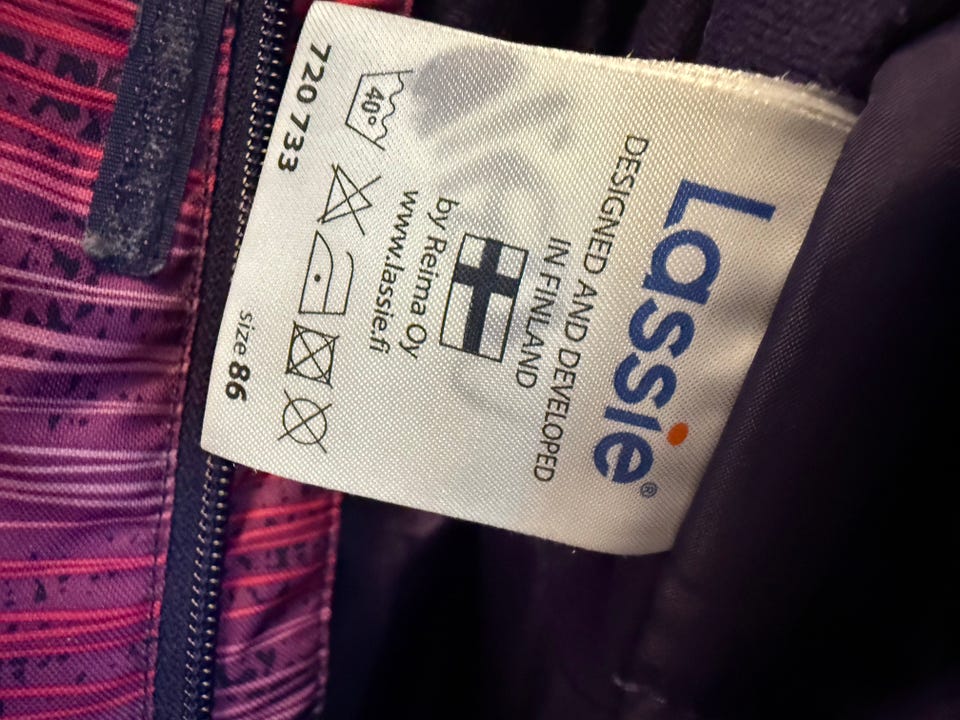 Lassie®
DESIGNED AND DEVELOPED
IN FINLAND
by Reima Oy
www.lassie.fi
40°
720 733
size 86